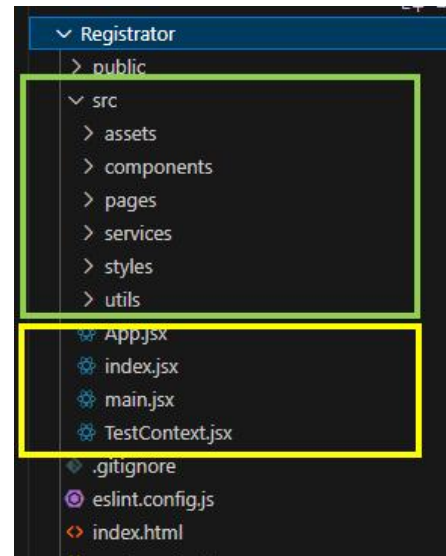 Registrator
public
src
assets
components
pages
services
styles
utils
App.jsx
index.jsx
main.jsx
TestContext.jsx
.gitignore
eslint.config.js
index.html